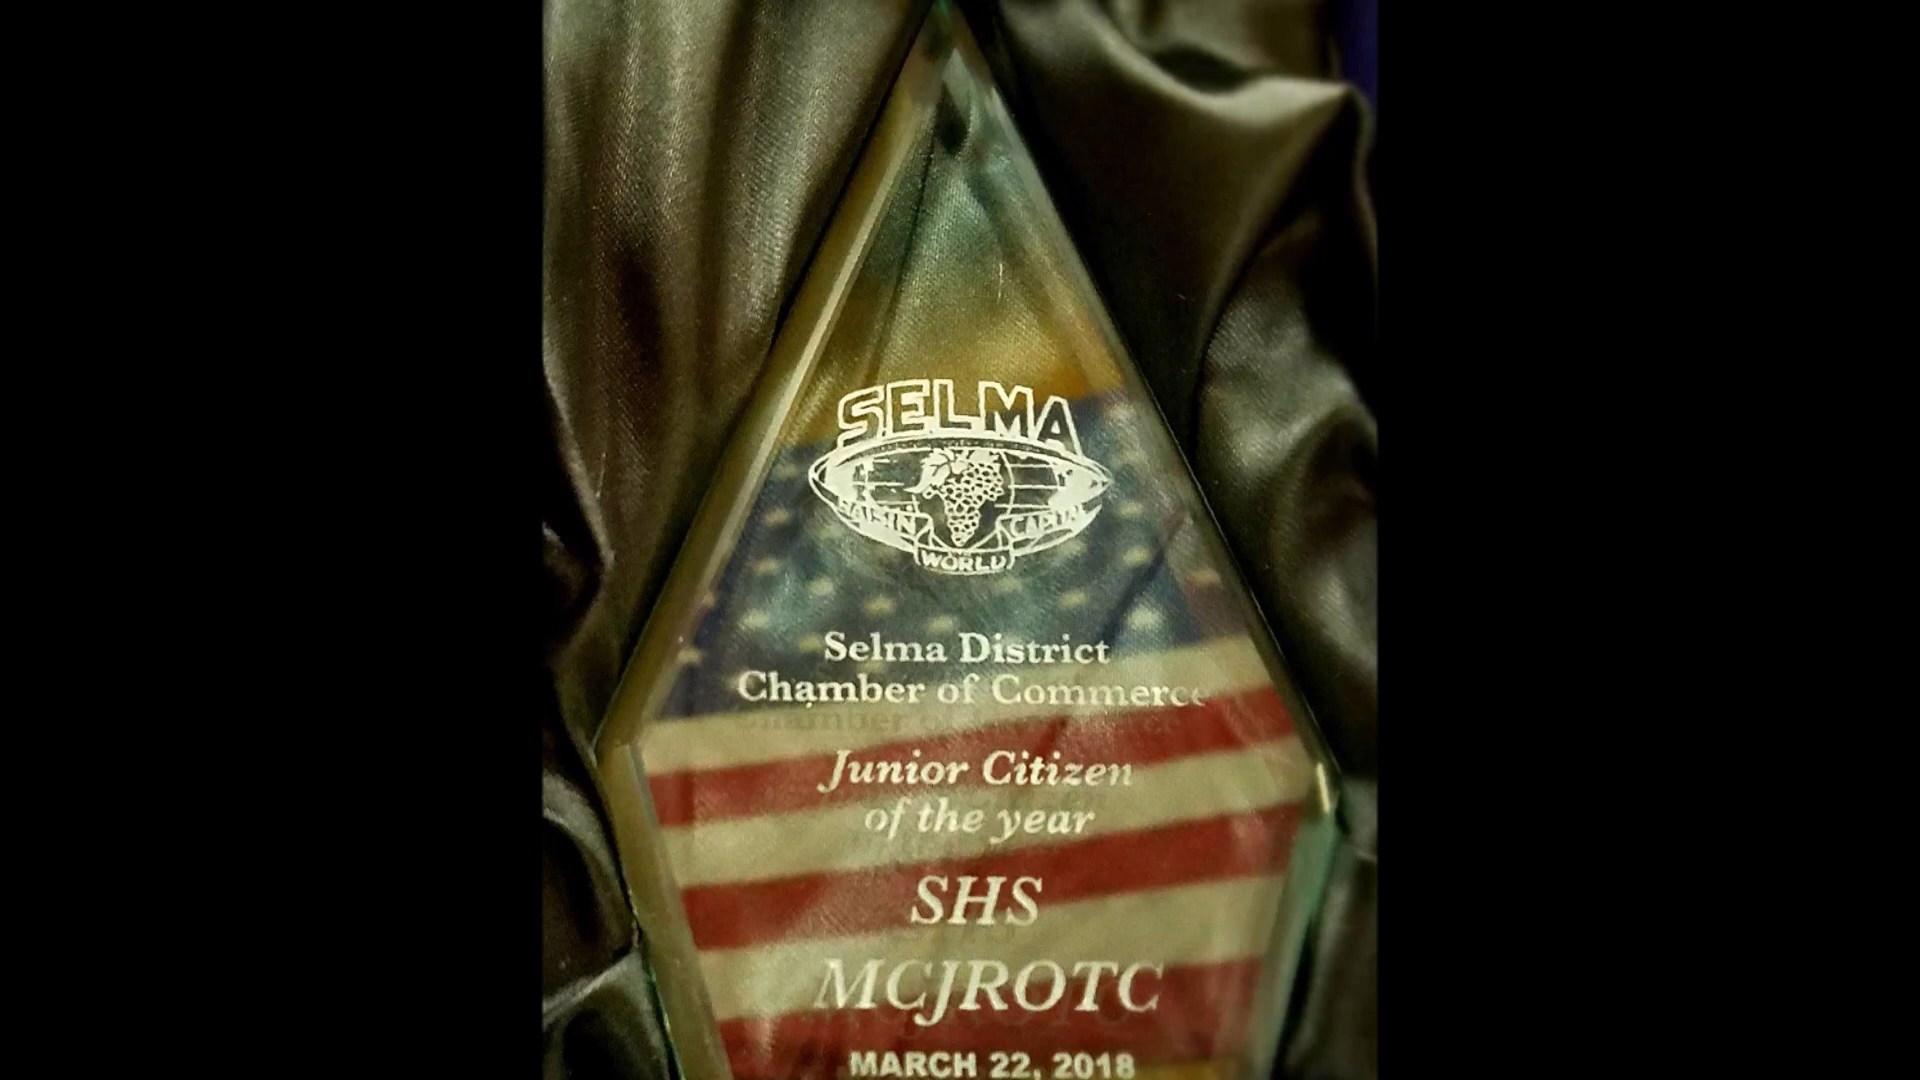 SELMA
RAISIN CAPITAL
WORLD
Selma District
Chamber of Commerce
Junior Citizen
of the year
SHS
MCJROTC
MARCH 22, 2018